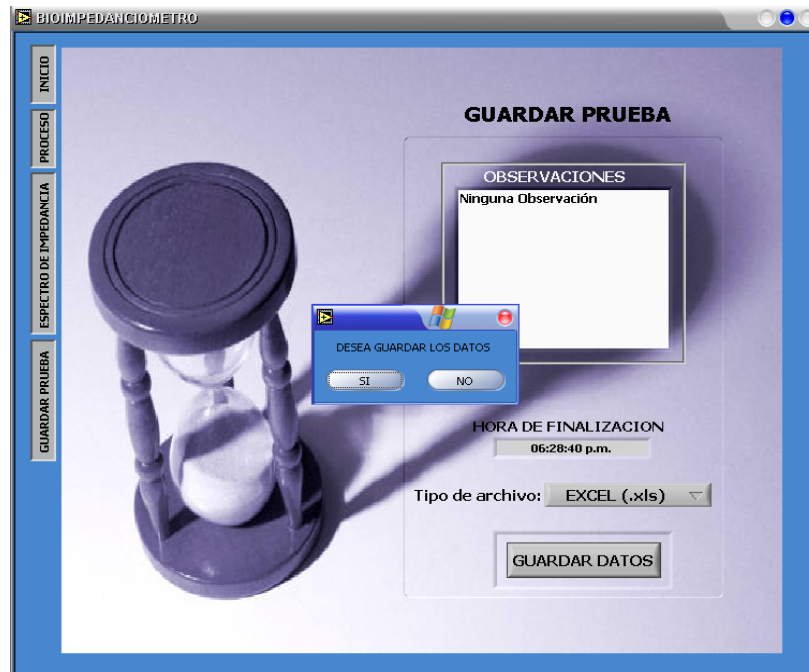 BIOIMPEDANCIOMETRO
INICIO
PROCESO
ESPECTRO DE IMPEDANCIA
GUARDAR PRUEBA
GUARDAR PRUEBA
OBSERVACIONES
Ninguna Observación
DESEA GUARDAR LOS DATOS
SI
NO
HORA DE FINALIZACION
06:28:40 p.m.
Tipo de archivo: EXCEL (.xls)
GUARDAR DATOS